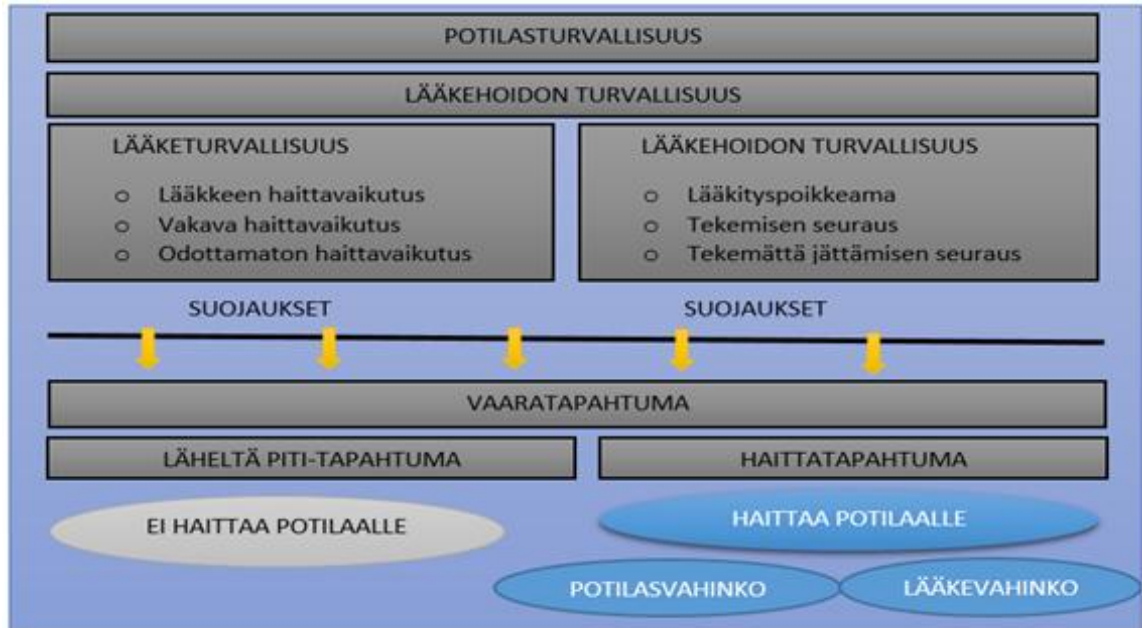 POTILASTURVALLISUUS
LÄÄKEHOIDON TURVALLISUUS
LÄÄKETURVALLISUUS
o Lääkkeen haittavaikutus
o Vakava haittavaikutus
o Odottamaton haittavaikutus
LÄÄKEHOIDON TURVALLISUUS
o Lääkityspoikkeama
o Tekemisen seuraus
o Tekemättä jättämisen seuraus
SUOJAUKSET
SUOJAUKSET
VAARATAPAHTUMA
LÄHELTÄ PITI-TAPAHTUMA
HAITTATAPAHTUMA
EI HAITTAA POTILAALLE
HAITTAA POTILAALLE
POTILASVAHINKO
LÄÄKEVAHINKO